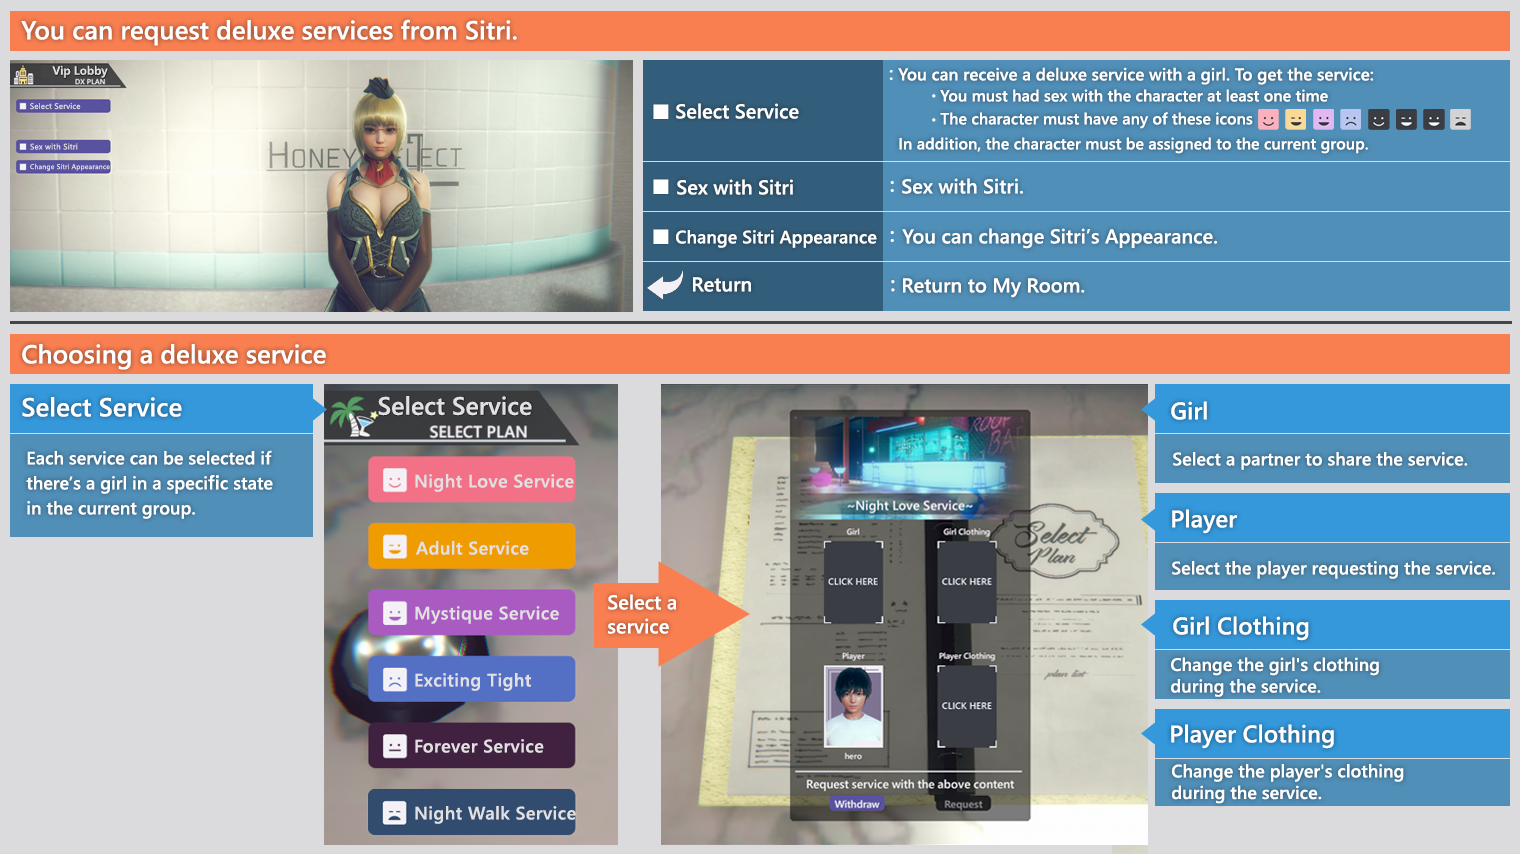 You can request deluxe services from Sitri.
Vip Lobby
DX PLAN
Select Service
Sex with Sitri
Change Sitri Appearance
HONEY SELECT
Select Service
: You can receive a deluxe service with a girl. To get the service:
・You must had sex with the character at least one time
・The character must have any of these icons
In addition, the character must be assigned to the current group.
Sex with Sitri
: Sex with Sitri.
Change Sitri Appearance
: You can change Sitri's Appearance.
Return
: Return to My Room.
Choosing a deluxe service
Select Service
Each service can be selected if
there's a girl in a specific state
in the current group.
Select Service
SELECT PLAN
Night Love Service
Adult Service
Mystique Service
Exciting Tight
Forever Service
Night Walk Service
Select a
service
~Night Love Service~
Girl
Girl Clothing
CLICK HERE
CLICK HERE
Player
Player Clothing
CLICK HERE
hero
Request service with the above content
Withdraw
Request
Select
Plan
plan list
Girl
Select a partner to share the service.
Player
Select the player requesting the service.
Girl Clothing
Change the girl's clothing
during the service.
Player Clothing
Change the player's clothing
during the service.